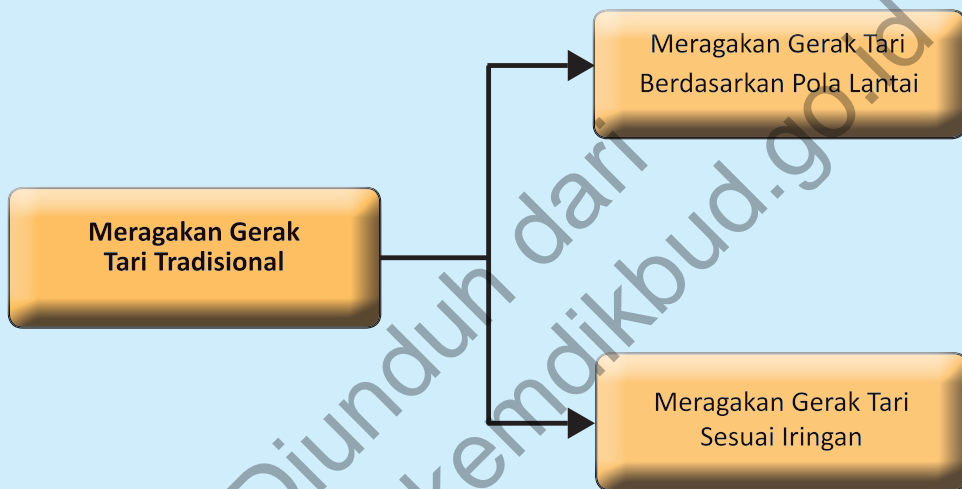 Meragakan Gerak Tari
Berdasarkan Pola Lantai
Meragakan Gerak
Tari Tradisional
Meragakan Gerak Tari
Sesuai Iringan
Diunduh dari
kemdikbud.go.id